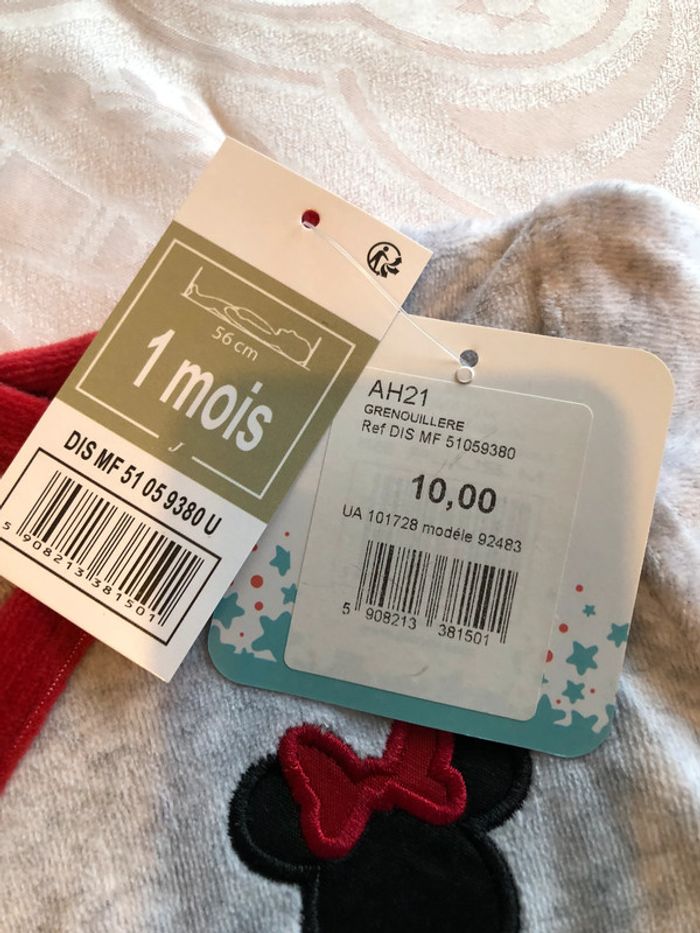 56 cm
1 mois
J
DIS MF 51 05 9380 U
5 908213 381501
AH21
GRENOUILLERE
Ref DIS MF 51059380
10,00
UA 101728 modéle 92483
5 908213 381501